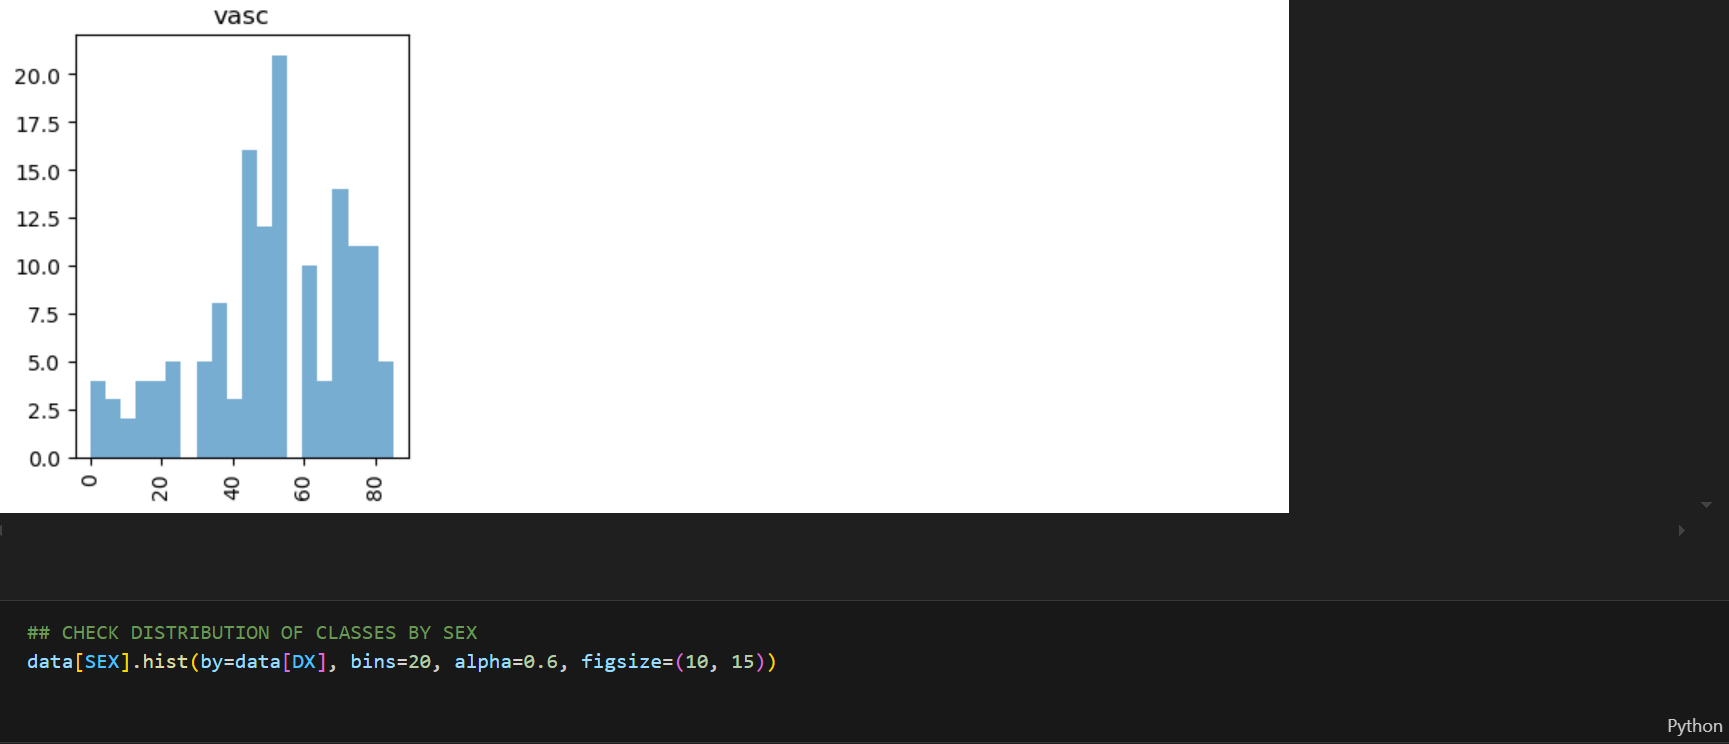 vasc
20.0
17.5
15.0
12.5
10.0
7.5
5.0
2.5
0.0
0 20 40 60 80
## CHECK DISTRIBUTION OF CLASSES BY SEX
data[SEX].hist(by=data[DX], bins=20, alpha=0.6, figsize=(10, 15))
Python